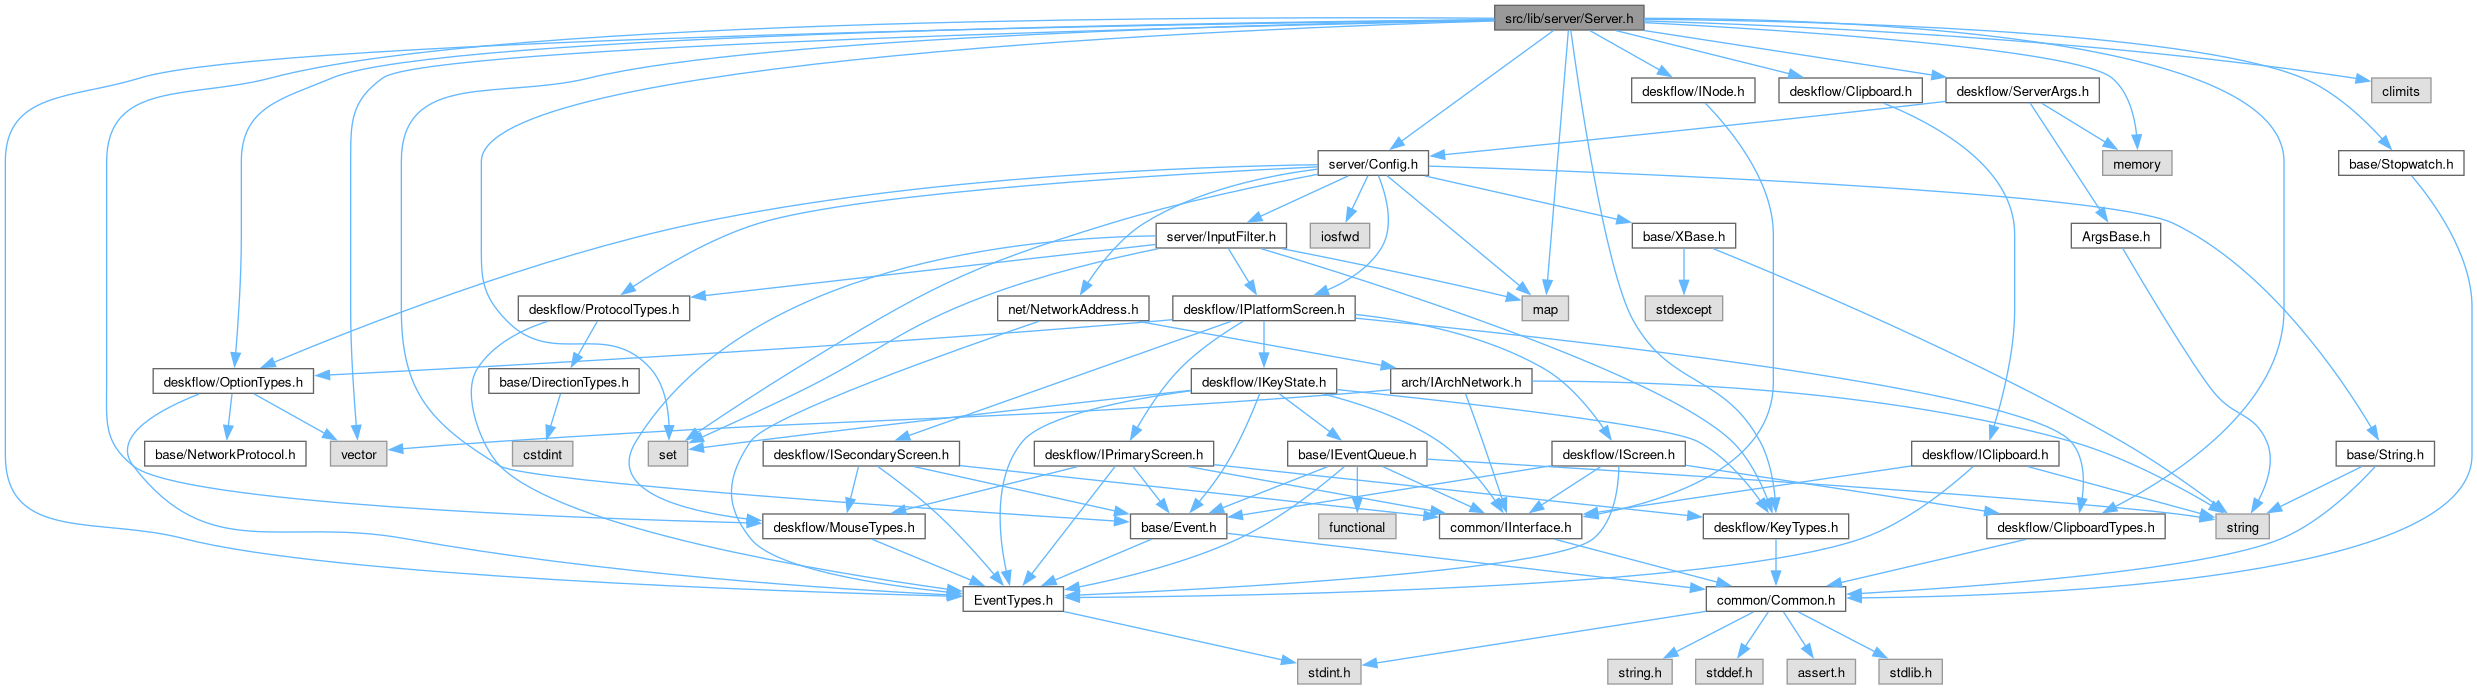 src/lib/server/Server.h
deskflow/INode.h
deskflow/Clipboard.h
deskflow/ServerArgs.h
climits
server/Config.h
memory
base/Stopwatch.h
server/InputFilter.h
iosfwd
base/XBase.h
ArgsBase.h
deskflow/ProtocolTypes.h
net/NetworkAddress.h
deskflow/IPlatformScreen.h
map
stdexcept
deskflow/OptionTypes.h
base/DirectionTypes.h
deskflow/IKeyState.h
arch/IArchNetwork.h
base/NetworkProtocol.h
vector
cstdint
set
deskflow/ISecondaryScreen.h
deskflow/IPrimaryScreen.h
base/IEventQueue.h
deskflow/IScreen.h
deskflow/IClipboard.h
base/String.h
deskflow/MouseTypes.h
base/Event.h
functional
common/IInterface.h
deskflow/KeyTypes.h
deskflow/ClipboardTypes.h
string
EventTypes.h
common/Common.h
stdint.h
string.h
stddef.h
assert.h
stdlib.h